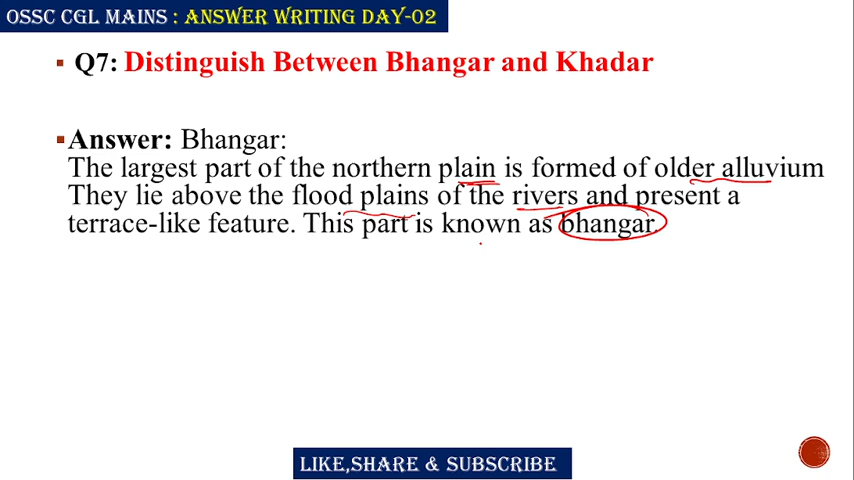 OSSC CGL MAINS : ANSWER WRITING DAY-02
Q7: Distinguish Between Bhangar and Khadar
Answer: Bhangar:
The largest part of the northern plain is formed of older alluvium
They lie above the flood plains of the rivers and present a
terrace-like feature. This part is known as bhangar.
LIKE,SHARE & SUBSCRIBE